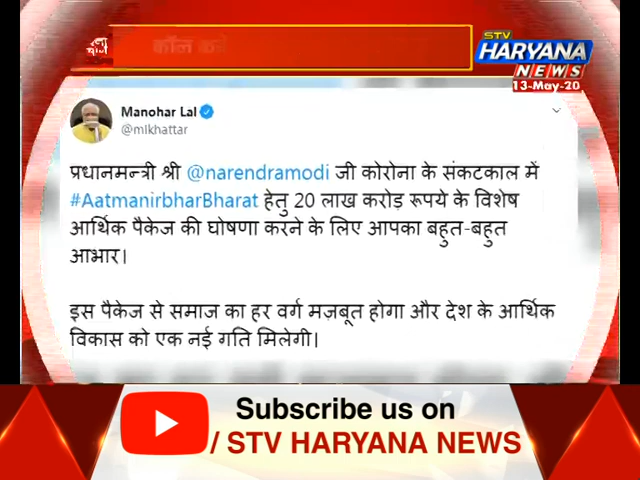 कॉल करें
STV
HARYANA
NEWS
13-May-20
Manohar Lal
@mlkhattar
प्रधानमन्त्री श्री @narendramodi जी कोरोना के संकटकाल में
#AatmanirbharBharat हेतु 20 लाख करोड़ रूपये के विशेष
आर्थिक पैकेज की घोषणा करने के लिए आपका बहुत-बहुत
आभार।
इस पैकेज से समाज का हर वर्ग मज़बूत होगा और देश के आर्थिक
विकास को एक नई गति मिलेगी।
Subscribe us on
/ STV HARYANA NEWS